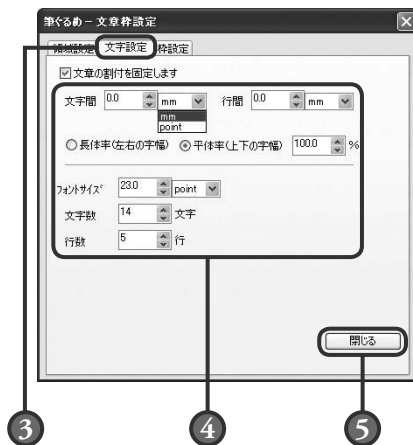 筆ぐるめ - 文章枠設定
領域設定 文字設定 枠設定
文章の割付を固定します
文字間 0.0 mm 行間 0.0 mm
mm
point
長体率(左右の字幅) 平体率(上下の字幅) 100.0 %
フォントサイズ 23.0 point
文字数 14 文字
行数 5 行
閉じる
3 4 5